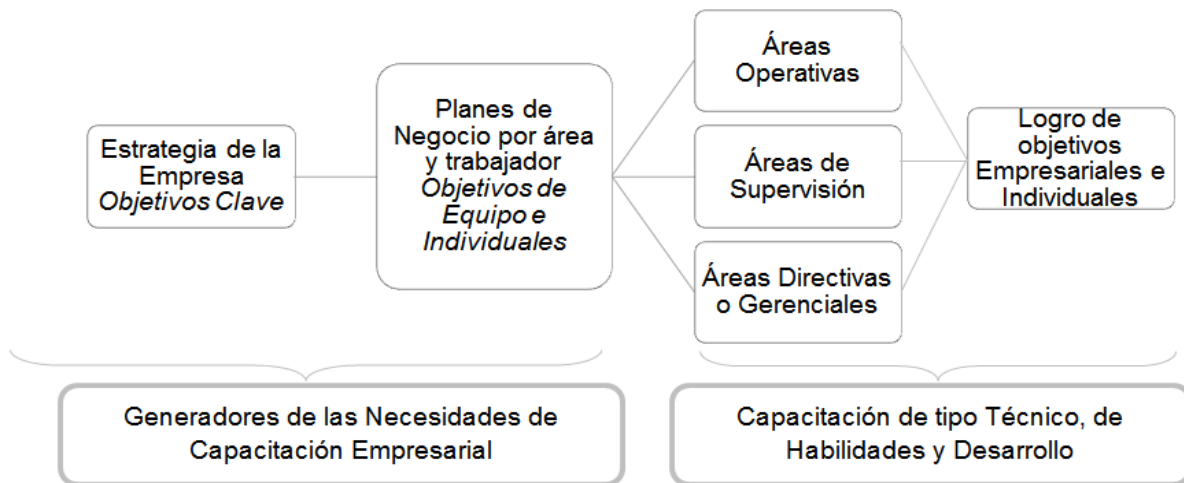 Estrategia de la
Empresa
Objetivos Clave
Planes de
Negocio por área
y trabajador
Objetivos de
Equipo e
Individuales
Áreas
Operativas
Áreas de
Supervisión
Áreas Directivas
o Gerenciales
Logro de
objetivos
Empresariales e
Individuales
Generadores de las Necesidades de
Capacitación Empresarial
Capacitación de tipo Técnico, de
Habilidades y Desarrollo